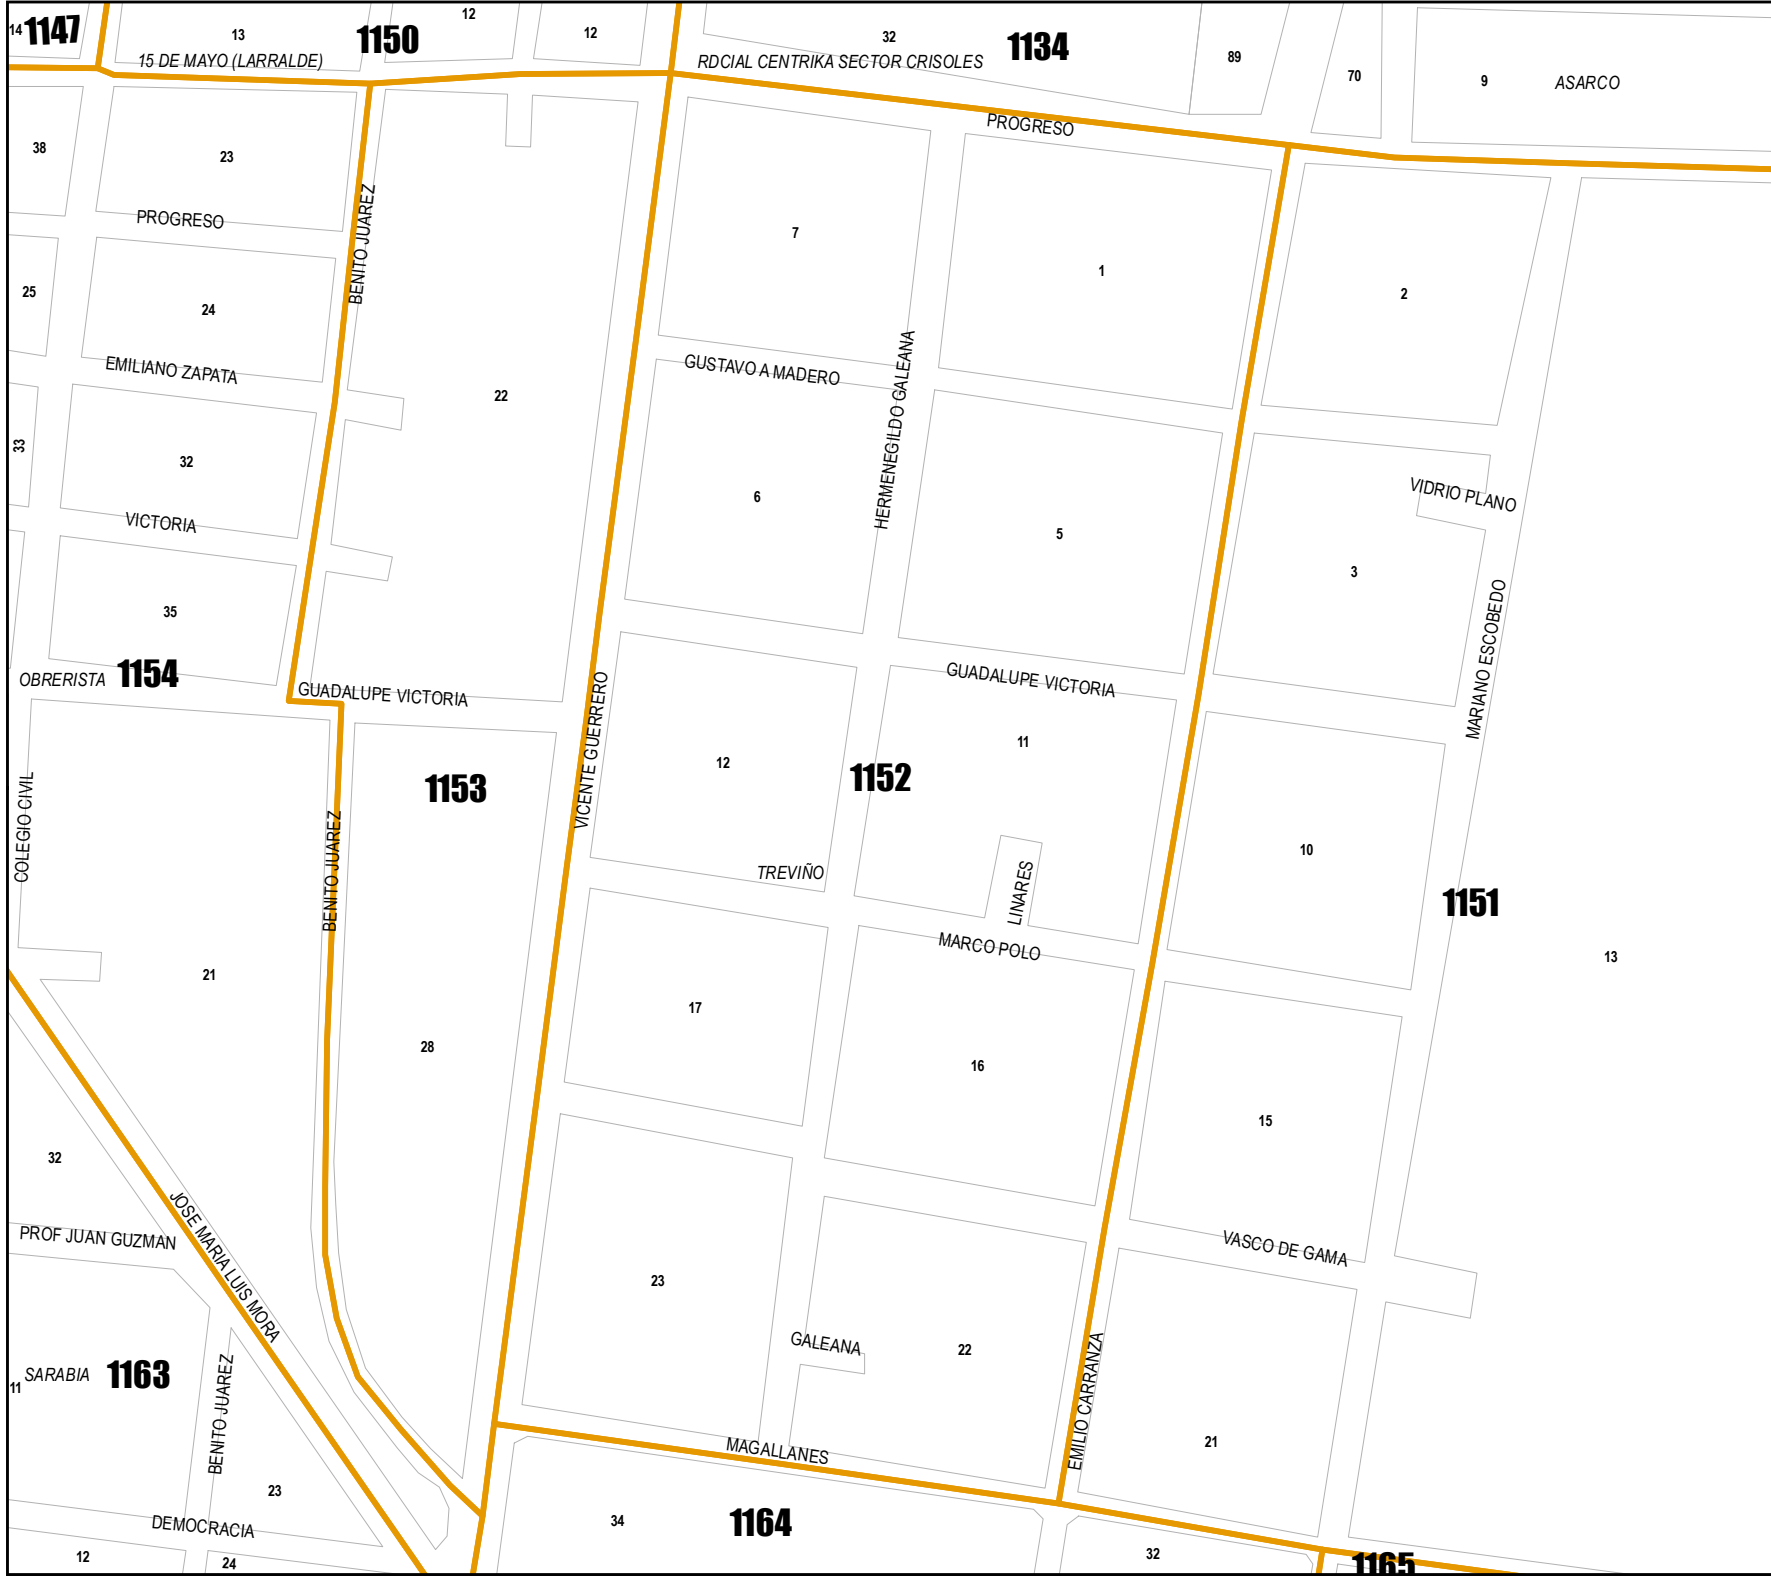 14
1147
13
1150
12
12
32
1134
89
70
9
ASARCO
15 DE MAYO (LARRALDE)
RDCIAL CENTRIKA SECTOR CRISOLES
PROGRESO
38
23
PROGRESO
BENITO JUAREZ
7
1
2
25
24
EMILIANO ZAPATA
22
GUSTAVO A MADERO
HERMENEGILDO GALEANA
33
32
VICTORIA
6
5
VIDRIO PLANO
3
35
OBRERISTA
1154
GUADALUPE VICTORIA
GUADALUPE VICTORIA
MARIANO ESCOBEDO
VICENTE GUERRERO
COLEGIO CIVIL
1153
12
1152
11
10
BENITO JUAREZ
TREVIÑO
LINARES
1151
MARCO POLO
13
21
28
17
16
15
32
PROF JUAN GUZMAN
JOSE MARIA LUIS MORA
VASCO DE GAMA
23
GALEANA
22
EMILIO CARRANZA
11
SARABIA
1163
BENITO JUAREZ
MAGALLANES
21
23
DEMOCRACIA
34
1164
12
24
32
1165